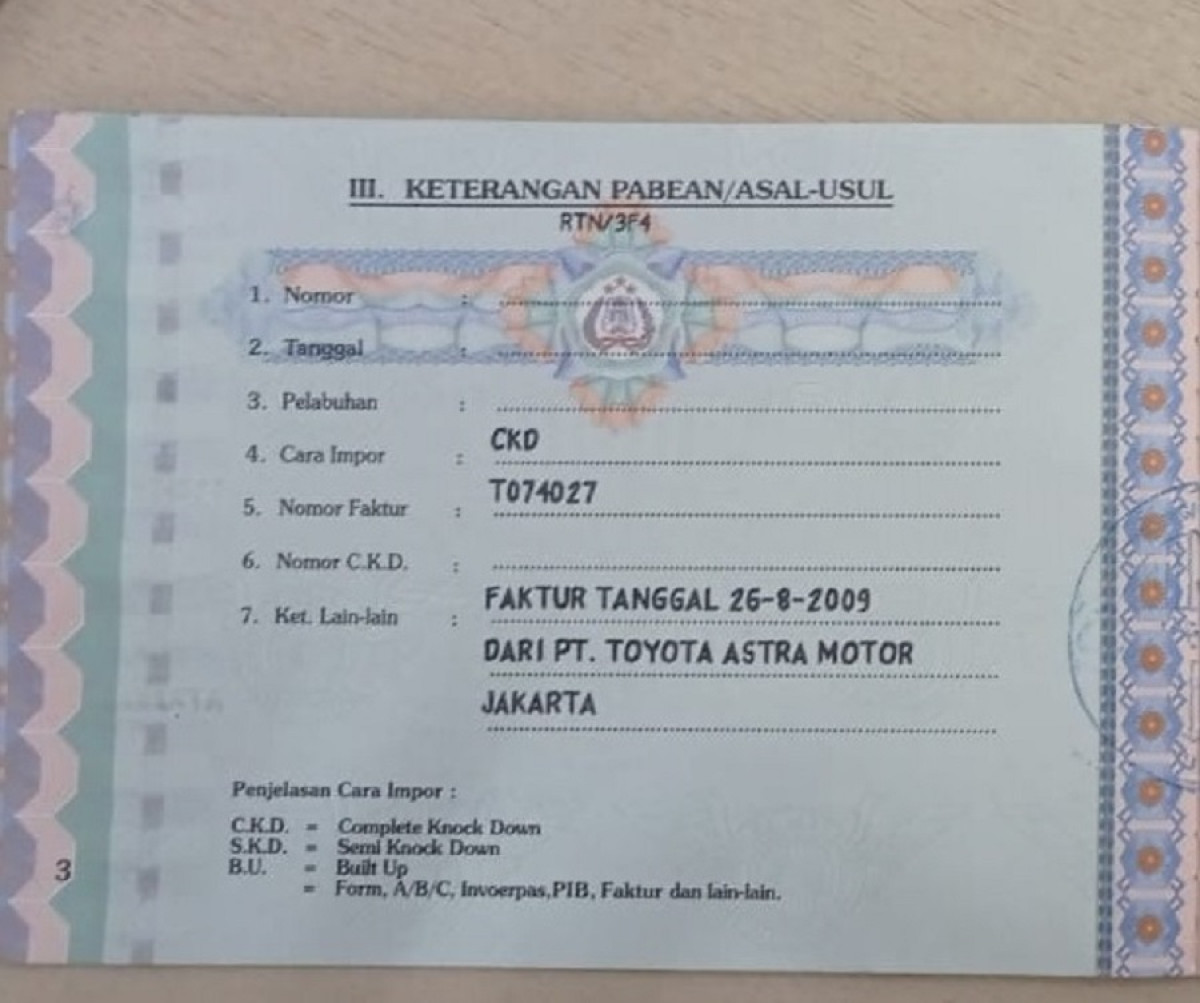 III. KETERANGAN PABEAN/ASAL-USUL
RTN/3F4
1. Nomor :
2. Tanggal :
3. Pelabuhan :
4. Cara Impor : CKD
5. Nomor Faktur : T074027
6. Nomor C.K.D. :
7. Ket. Lain-lain : FAKTUR TANGGAL 26-8-2009
DARI PT. TOYOTA ASTRA MOTOR
JAKARTA
Penjelasan Cara Impor :
C.K.D. = Complete Knock Down
S.K.D. = Semi Knock Down
B.U. = Built Up
= Form, A/B/C, Invoerpas,PIB, Faktur dan lain-lain.
3